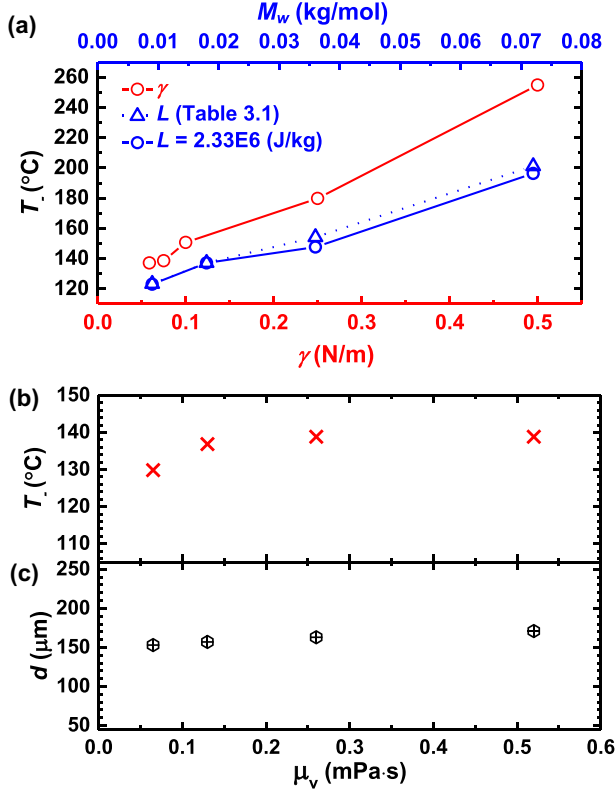 M_w (kg/mol)
(a)
0.00 0.01 0.02 0.03 0.04 0.05 0.06 0.07 0.08
260
240
220
200
180
160
140
120
T_- (°C)
γ
L (Table 3.1)
L = 2.33E6 (J/kg)
0.0 0.1 0.2 0.3 0.4 0.5
γ (N/m)
(b)
150
140
130
120
110
T_- (°C)
(c)
250
200
150
100
50
d (μm)
0.0 0.1 0.2 0.3 0.4 0.5 0.6
μ_v (mPa·s)